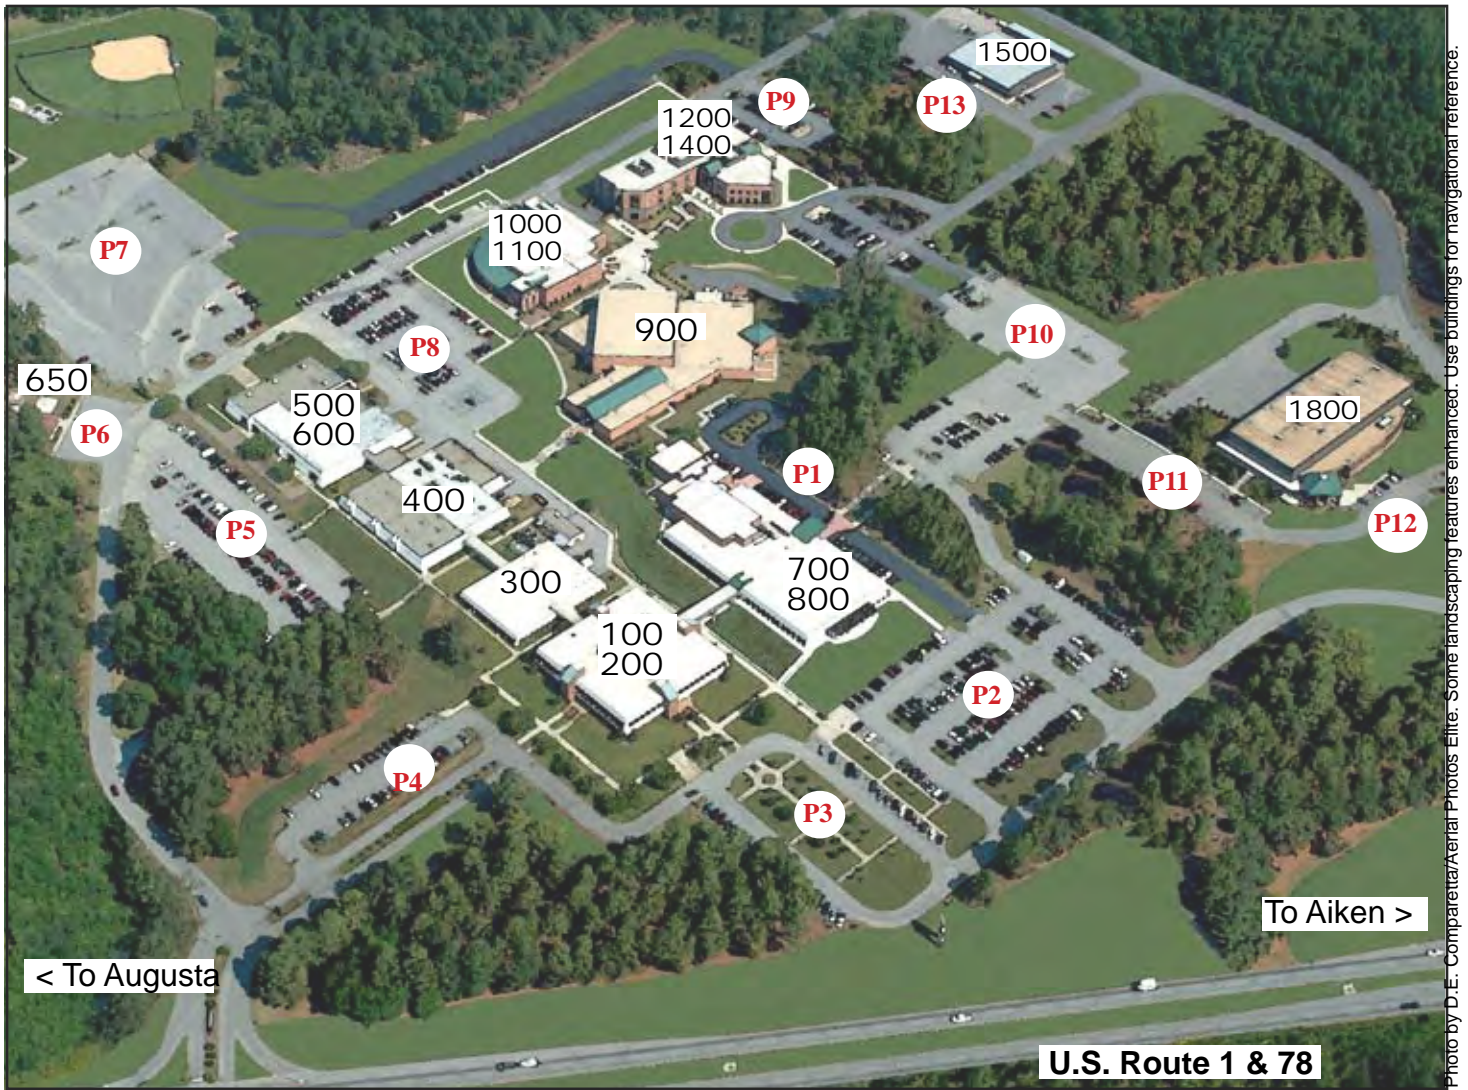 1500
P9
P13
1200
1400
1000
1100
P7
900
P10
P8
650
500
600
1800
P6
P1
P11
400
P5
P12
300
700
800
100
200
P2
P4
P3
To Aiken >
< To Augusta
U.S. Route 1 & 78
Photo by D.E. Comparetta/Aerial Photos Elite. Some landscaping features enhanced. Use buildings for navigational reference.